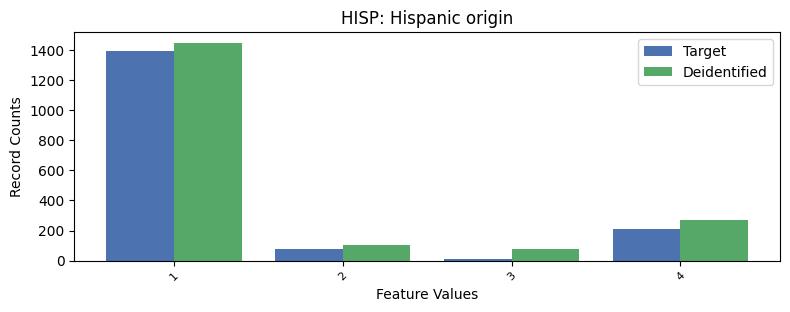 HISP: Hispanic origin
Target
Deidentified
Record Counts
1400
1200
1000
800
600
400
200
0
1
2
3
4
Feature Values